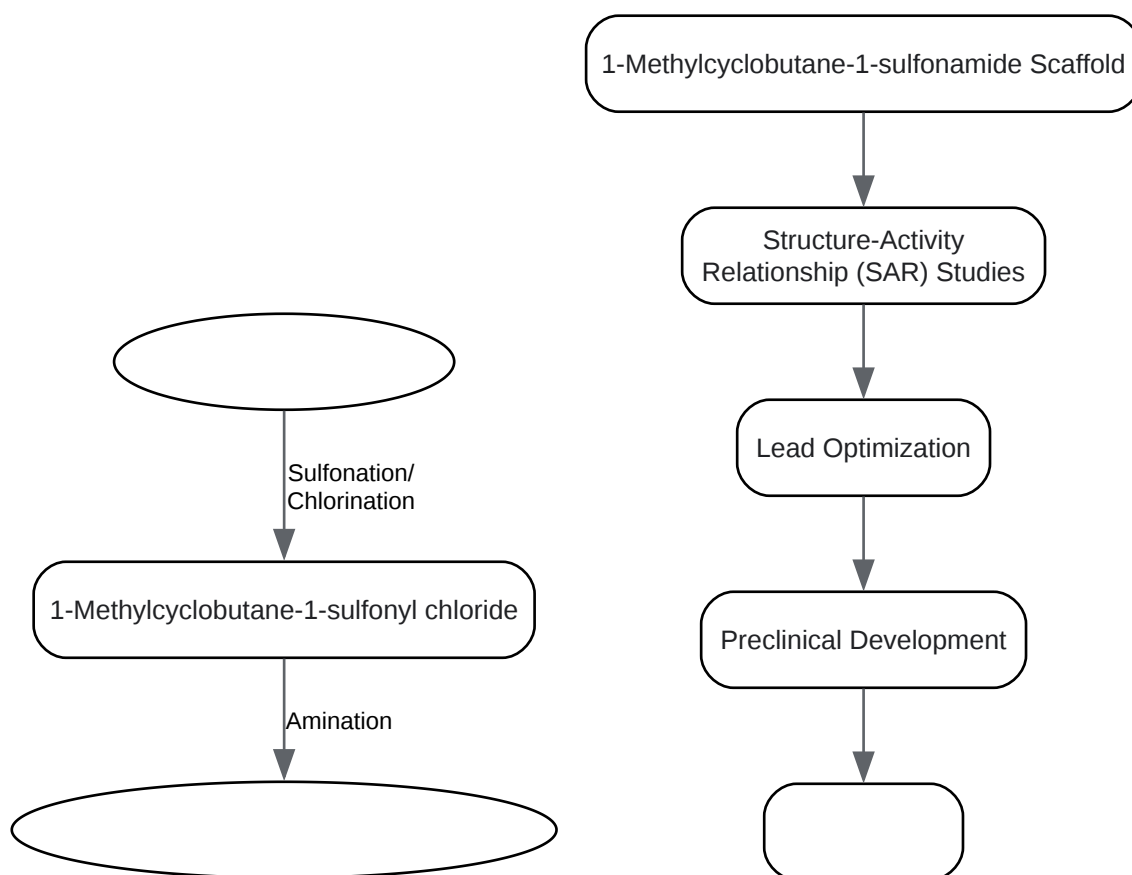 1-Methylcyclobutane-1-sulfonamide Scaffold
Structure-Activity
Relationship (SAR) Studies
Lead Optimization
Preclinical Development
Sulfonation/
Chlorination
1-Methylcyclobutane-1-sulfonyl chloride
Amination